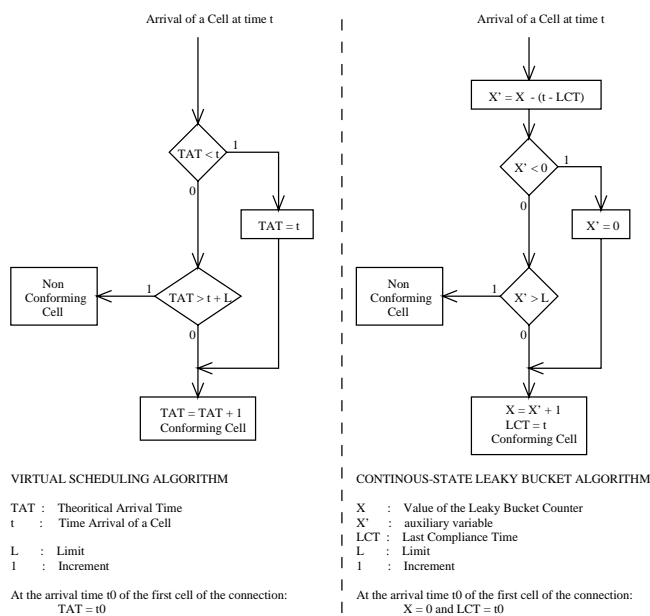 Arrival of a Cell at time t
TAT < t
1
0
TAT = t
Non
Conforming
Cell
1
TAT > t + L
0
TAT = TAT + 1
Conforming Cell
VIRTUAL SCHEDULING ALGORITHM
TAT : Theoritical Arrival Time
t : Time Arrival of a Cell
L : Limit
1 : Increment
At the arrival time t0 of the first cell of the connection:
TAT = t0
Arrival of a Cell at time t
X' = X - (t - LCT)
X' < 0
1
0
X' = 0
Non
Conforming
Cell
1
X' > L
0
X = X' + 1
LCT = t
Conforming Cell
CONTINOUS-STATE LEAKY BUCKET ALGORITHM
X : Value of the Leaky Bucket Counter
X' : auxiliary variable
LCT : Last Compliance Time
L : Limit
1 : Increment
At the arrival time t0 of the first cell of the connection:
X = 0 and LCT = t0